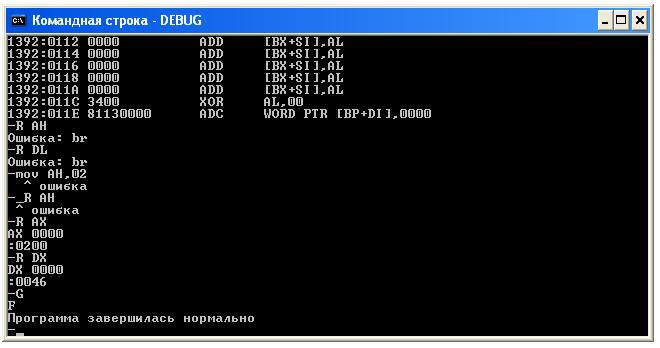 Командная строка - DEBUG
1392:0112 0000 ADD [BX+SI],AL
1392:0114 0000 ADD [BX+SI],AL
1392:0116 0000 ADD [BX+SI],AL
1392:0118 0000 ADD [BX+SI],AL
1392:011A 0000 ADD [BX+SI],AL
1392:011C 3400 XOR AL,00
1392:011E 81130000 ADC WORD PTR [BP+DI],0000
-R AH
Ошибка: br
-R DL
Ошибка: br
-mov AH,02
^ ошибка
-_R AH
^ ошибка
-R AX
AX 0000
:0200
-R DX
DX 0000
:0046
-G
F
Программа завершилась нормально
-_